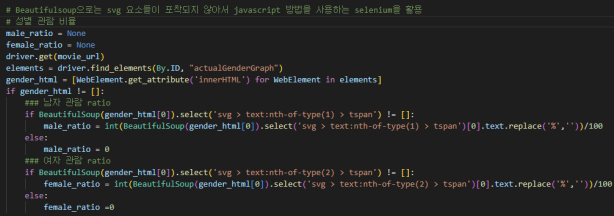 # Beautifulsoup으로는 svg 요소들이 포착되지 않아서 javascript 방법을 사용하는 selenium을 활용
# 성별 관람 비율
male_ratio = None
female_ratio = None
driver.get(movie_url)
elements = driver.find_elements(By.ID, "actualGenderGraph")
gender_html = [WebElement.get_attribute('innerHTML') for WebElement in elements]
if gender_html != []:
    ### 남자 관람 ratio
    if BeautifulSoup(gender_html[0]).select('svg > text:nth-of-type(1) > tspan') != []:
        male_ratio = int(BeautifulSoup(gender_html[0]).select('svg > text:nth-of-type(1) > tspan')[0].text.replace('%',''))/100
    else:
        male_ratio = 0
    ### 여자 관람 ratio
    if BeautifulSoup(gender_html[0]).select('svg > text:nth-of-type(2) > tspan') != []:
        female_ratio = int(BeautifulSoup(gender_html[0]).select('svg > text:nth-of-type(2) > tspan')[0].text.replace('%',''))/100
    else:
        female_ratio =0